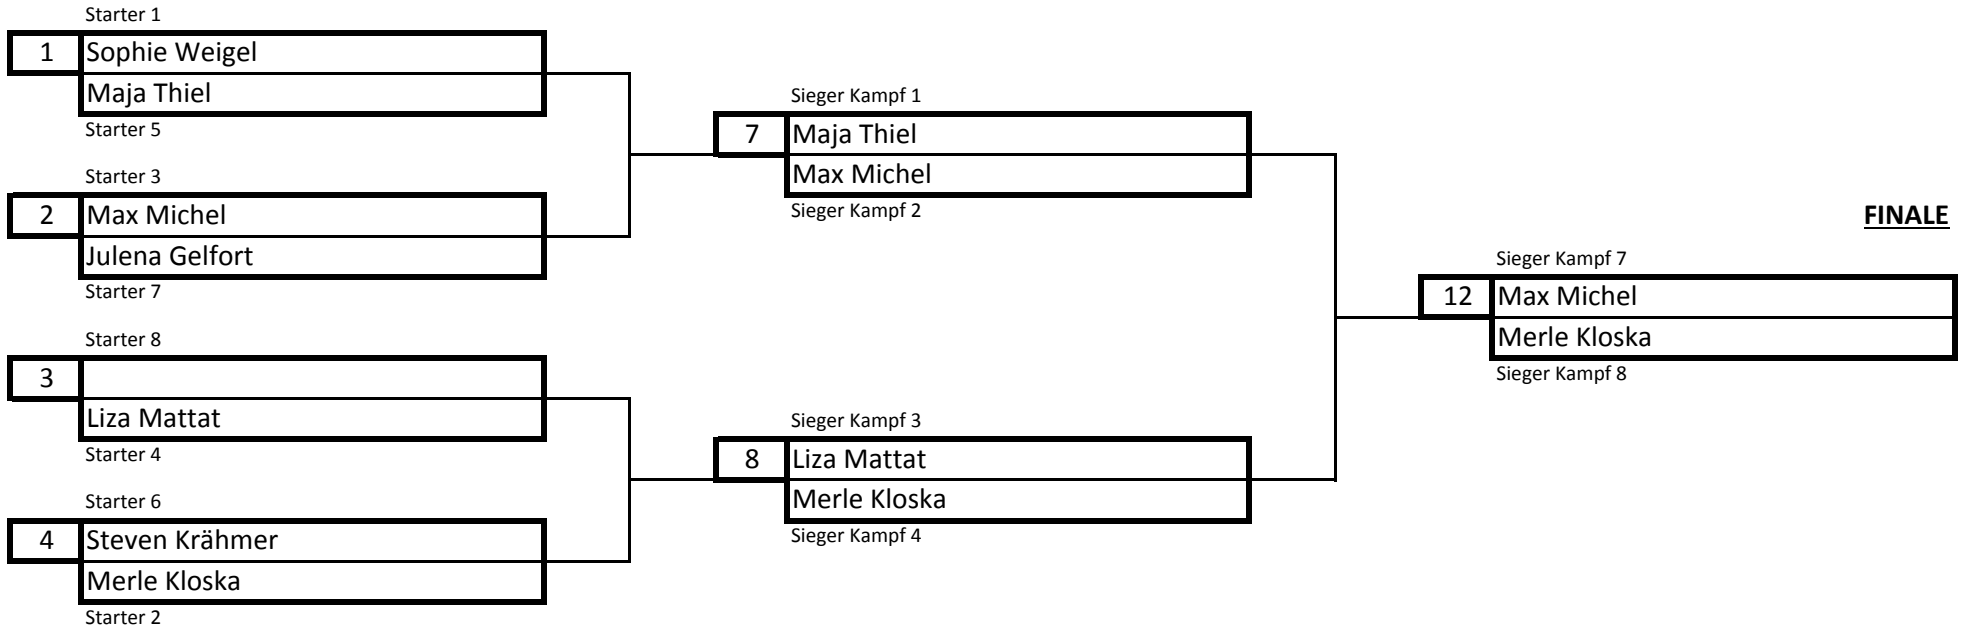 Starter 1
1 Sophie Weigel
Maja Thiel
Starter 5
Starter 3
2 Max Michel
Julena Gelfort
Starter 7
Starter 8
3
Liza Mattat
Starter 4
Starter 6
4 Steven Krähmer
Merle Kloska
Starter 2
Sieger Kampf 1
7 Maja Thiel
Max Michel
Sieger Kampf 2
Sieger Kampf 3
8 Liza Mattat
Merle Kloska
Sieger Kampf 4
FINALE
Sieger Kampf 7
12 Max Michel
Merle Kloska
Sieger Kampf 8